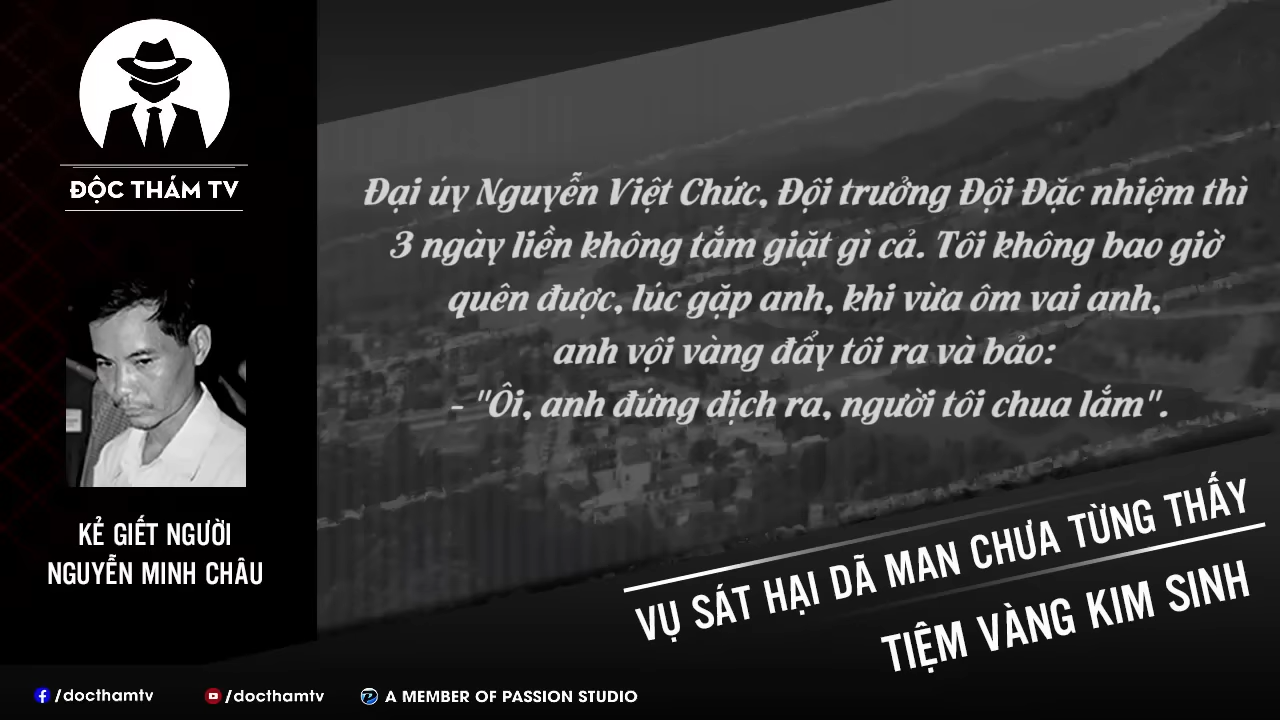 ĐỘC THÁM TV
KẺ GIẾT NGƯỜI
NGUYỄN MINH CHÂU
Đại úy Nguyễn Việt Chức, Đội trưởng Đội Đặc nhiệm thì
3 ngày liền không tắm giặt gì cả. Tôi không bao giờ
quên được, lúc gặp anh, khi vừa ôm vai anh,
anh vội vàng đẩy tôi ra và bảo:
- "Ôi, anh đứng dịch ra, người tôi chua lắm".
VỤ SÁT HẠI DÃ MAN CHƯA TỪNG THẤY
TIỆM VÀNG KIM SINH
/docthamtv
/docthamtv
A MEMBER OF PASSION STUDIO